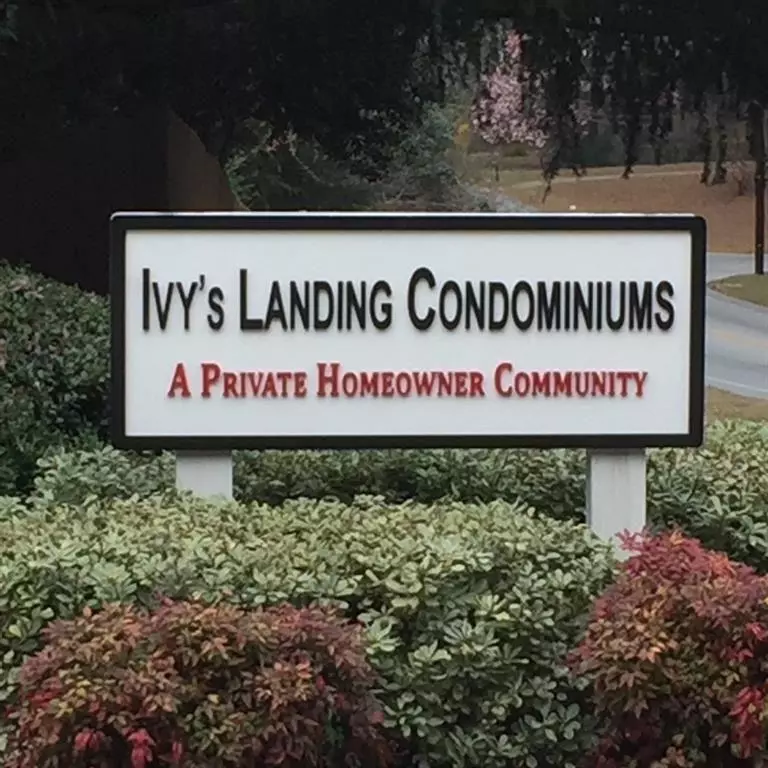 Ivy's Landing Condominiums
A Private Homeowner Community